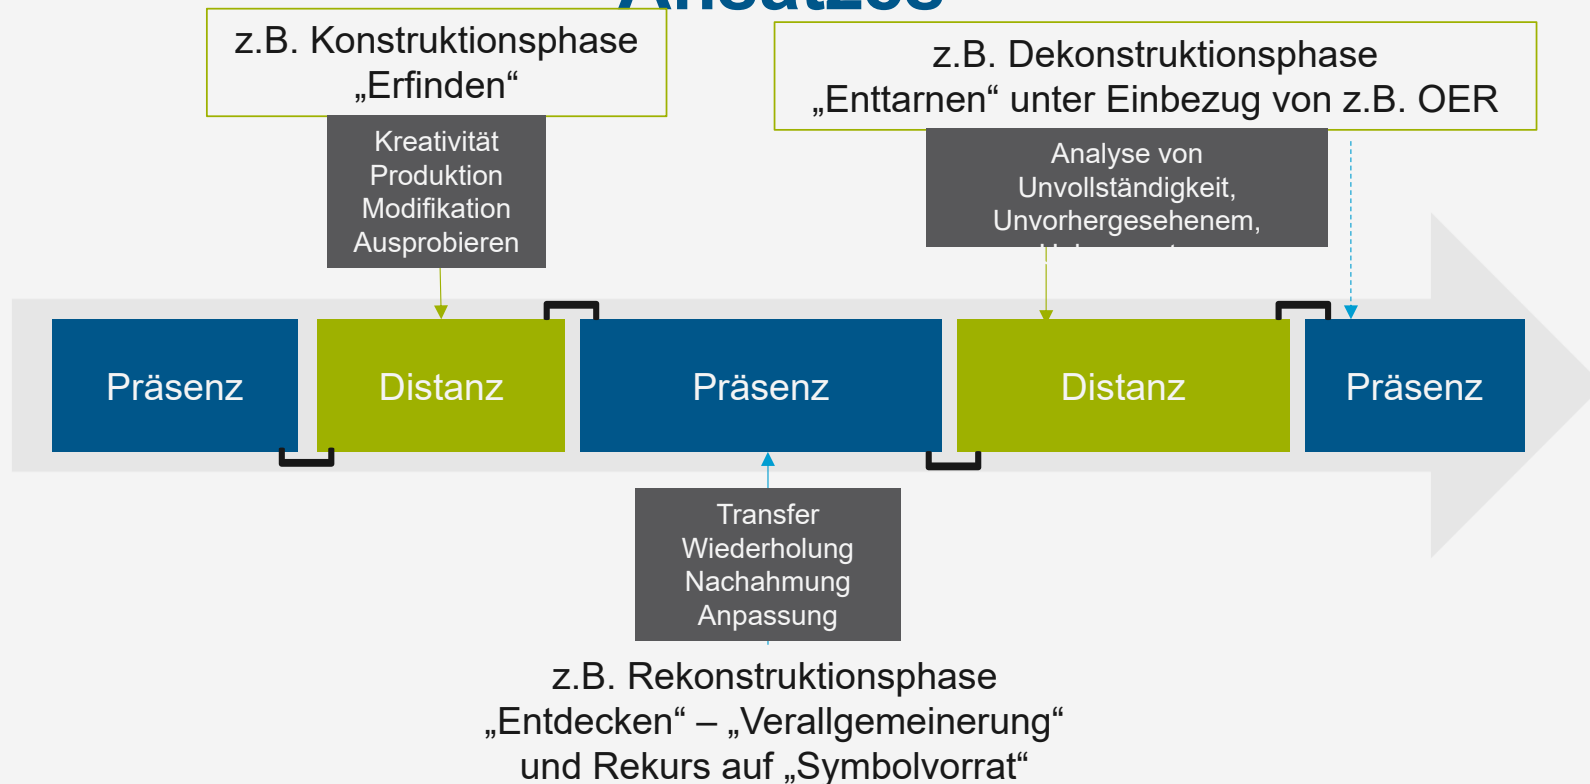 z.B. Konstruktionsphase
„Erfinden“
z.B. Dekonstruktionsphase
„Enttarnen“ unter Einbezug von z.B. OER
Kreativität
Produktion
Modifikation
Ausprobieren
Analyse von
Unvollständigkeit,
Unvorhergesehenem,
Präsenz
Distanz
Präsenz
Distanz
Präsenz
Transfer
Wiederholung
Nachahmung
Anpassung
z.B. Rekonstruktionsphase
„Entdecken“ – „Verallgemeinerung“
und Rekurs auf „Symbolvorrat“